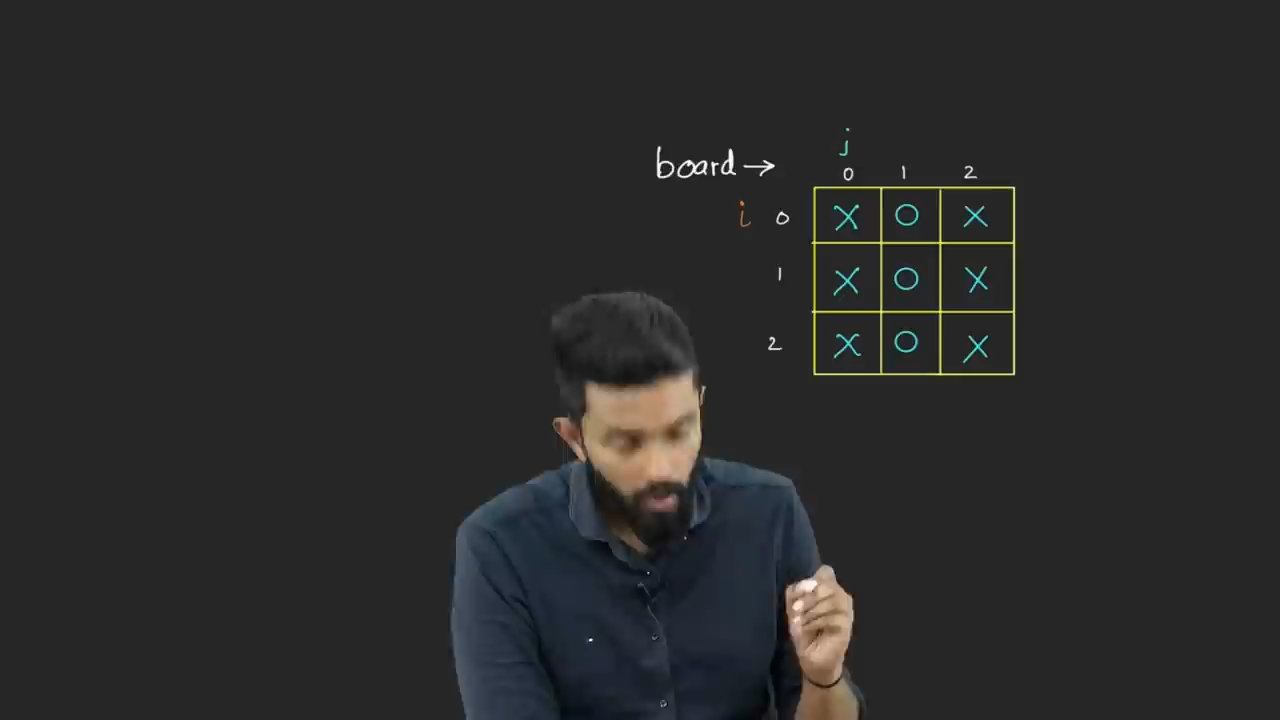 j
board →
0 1 2
i 0 X O X
1 X O X
2 X O X